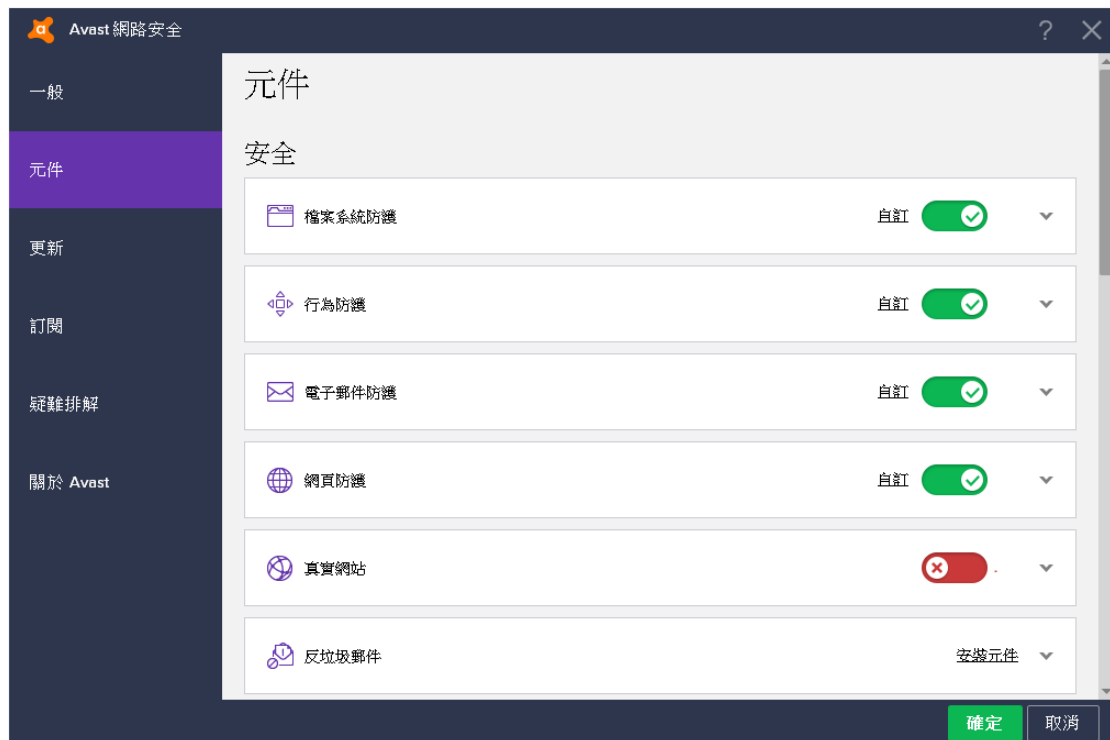 Avast 網路安全
?
一般
元件
更新
訂閱
疑難排解
關於 Avast
元件
安全
檔案系統防護 自訂
行為防護 自訂
電子郵件防護 自訂
網頁防護 自訂
真實網站
反垃圾郵件 安裝元件
確定 取消